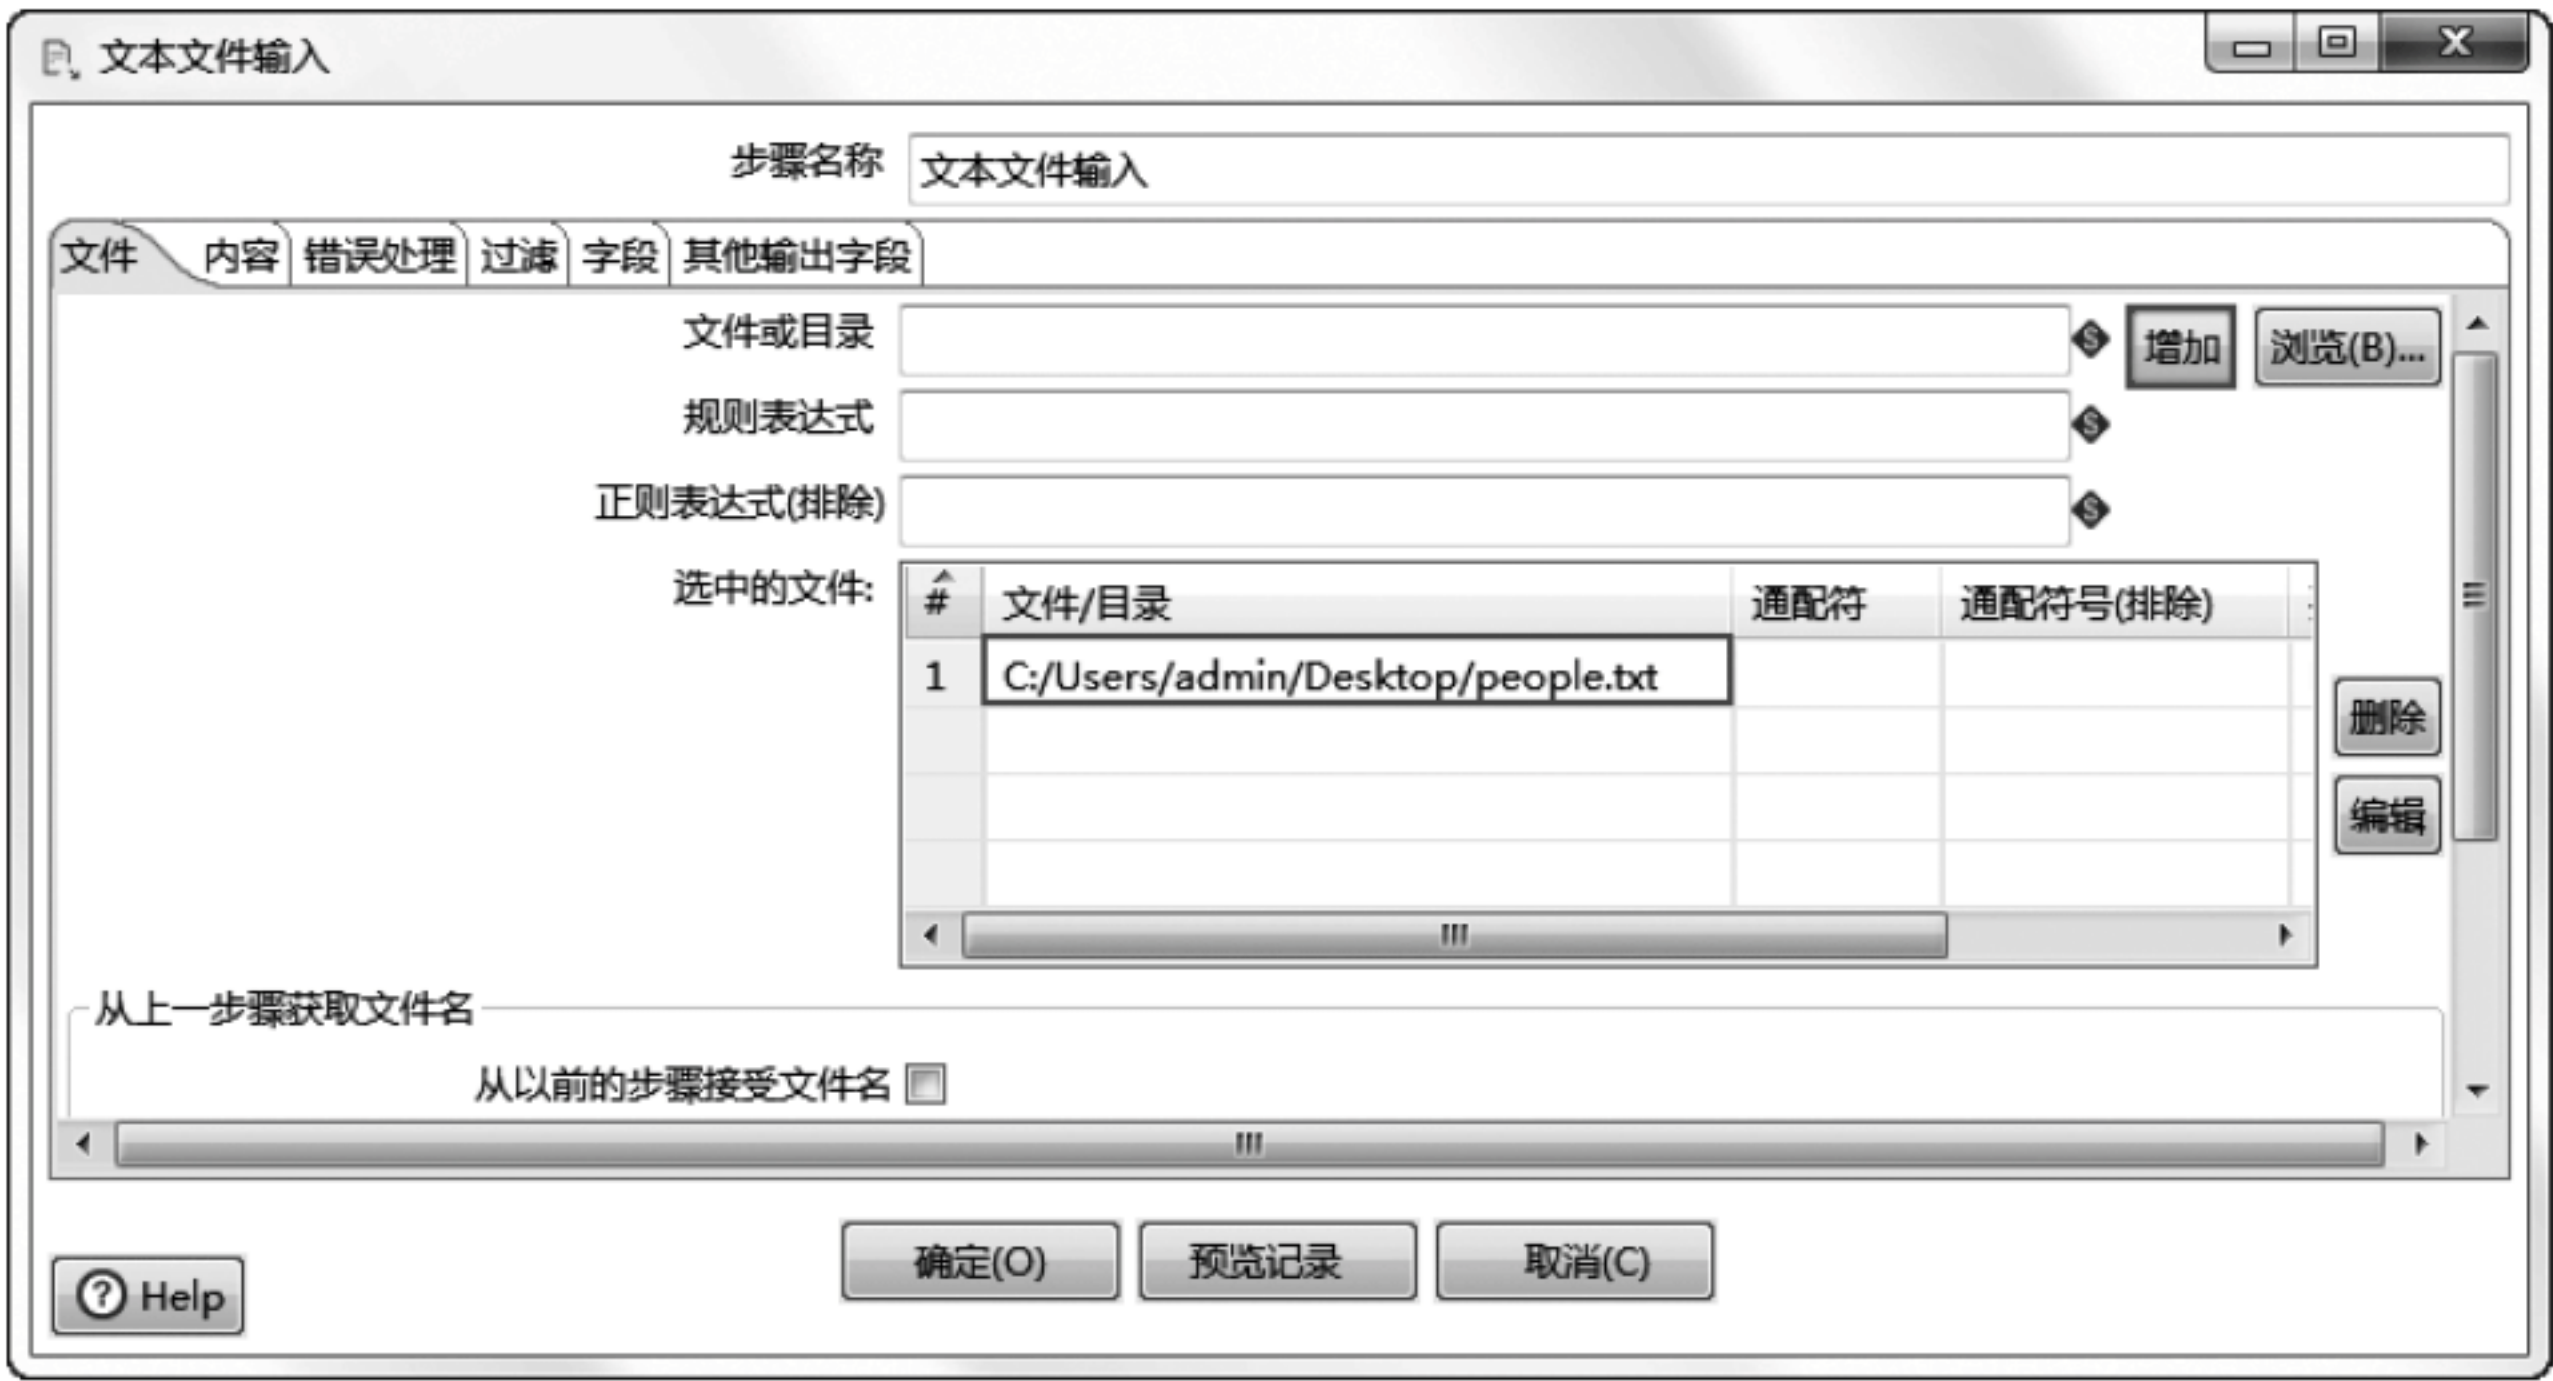 文本文件输入
步骤名称 文本文件输入
文件 内容 错误处理 过滤 字段 其他输出字段
文件或目录 增加 浏览(B)...
规则表达式
正则表达式(排除)
选中的文件: # 文件/目录 通配符 通配符号(排除)
1 C:/Users/admin/Desktop/people.txt
删除
编辑
从上一步骤获取文件名
从以前的步骤接受文件名
确定(O) 预览记录 取消(C)
Help